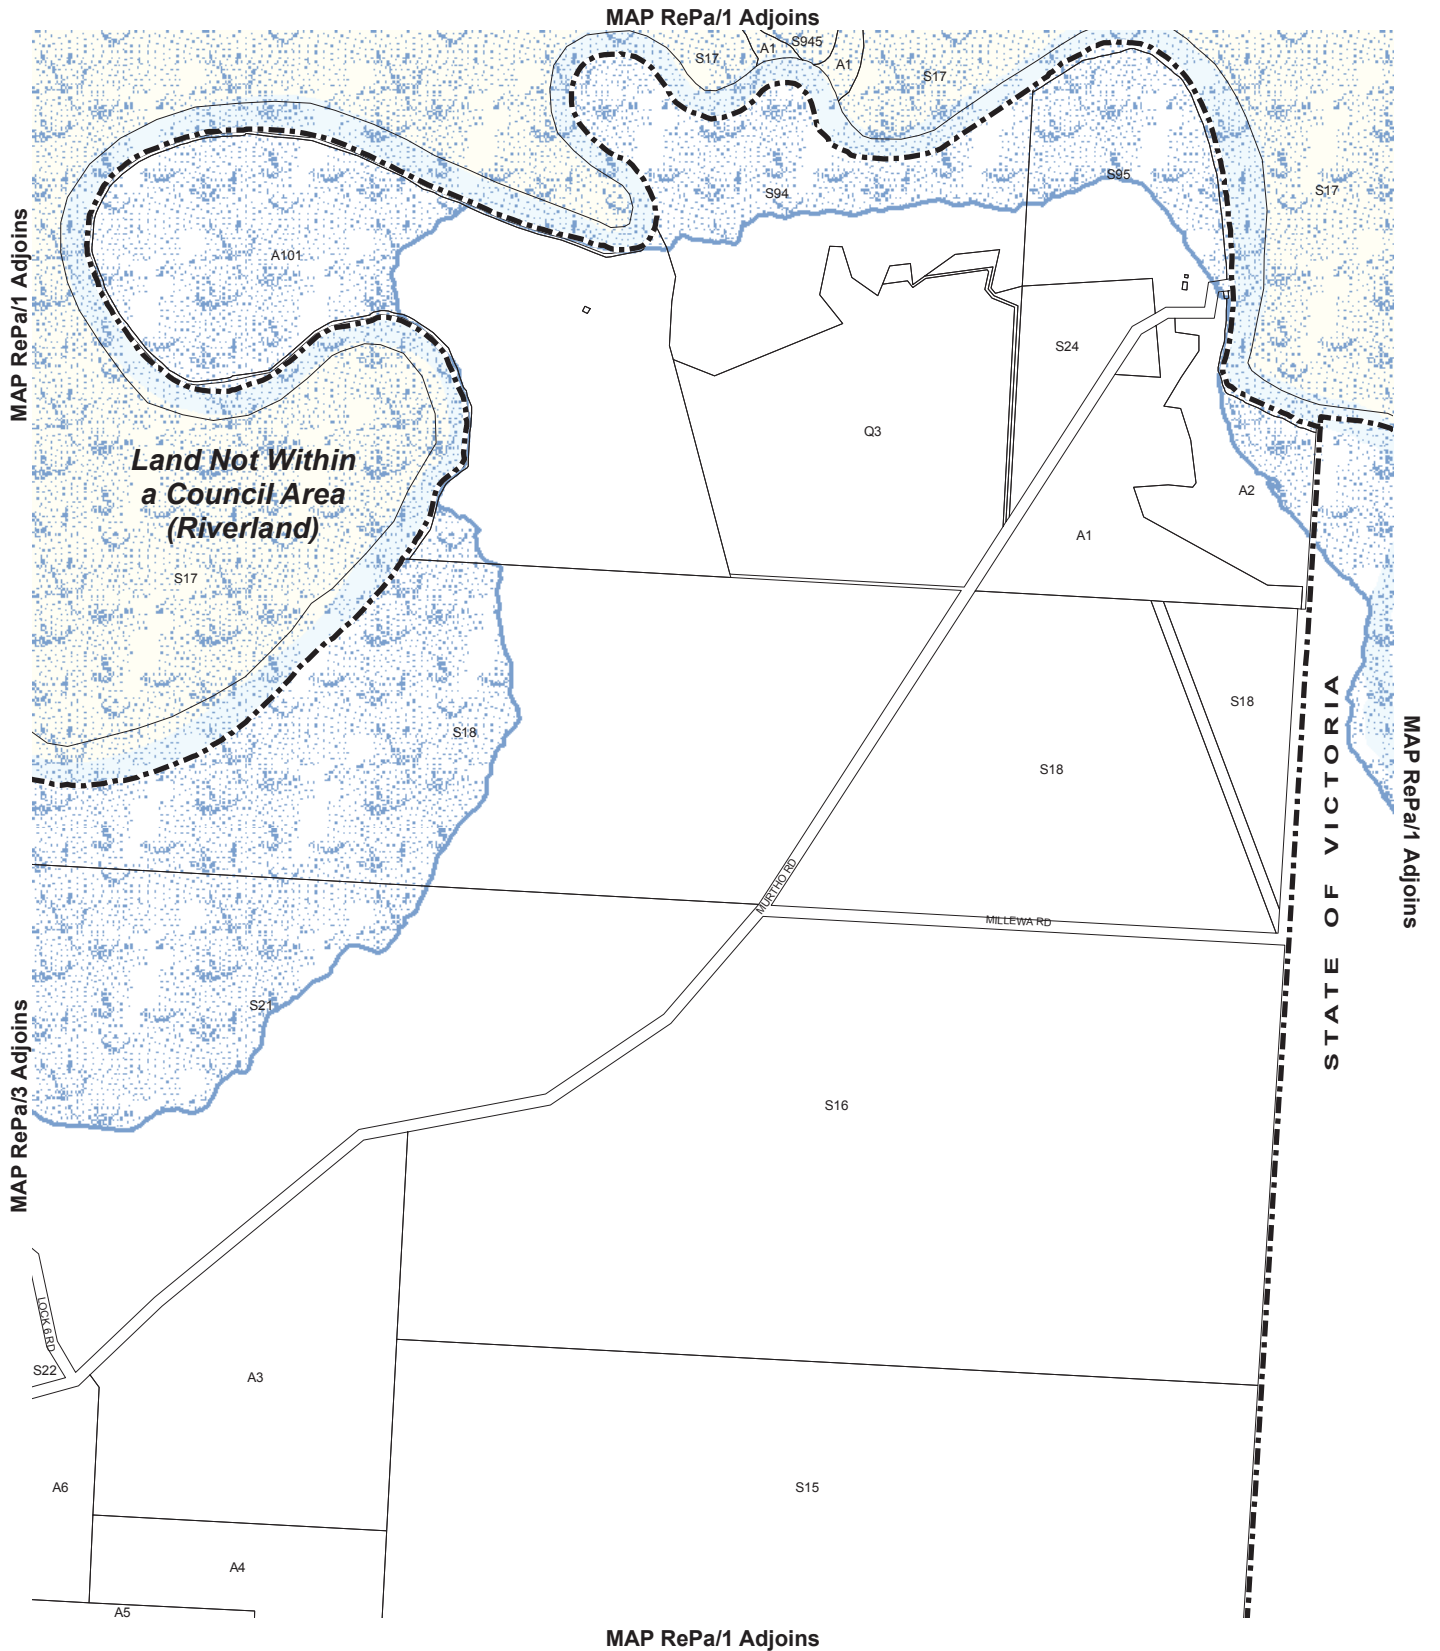 MAP RePa/1 Adjoins
S945
A1
S17
A1
S17
S95
S17
S94
MAP RePa/1 Adjoins
A101
S24
Q3
Land Not Within
a Council Area
(Riverland)
A2
A1
S17
S18
S18
S18
STATE OF VICTORIA
MAP RePa/1 Adjoins
MURTHO RD
MILLEWA RD
S21
MAP RePa/3 Adjoins
S16
LOCK 6 RD
S22
A3
A6
S15
A4
A5
MAP RePa/1 Adjoins